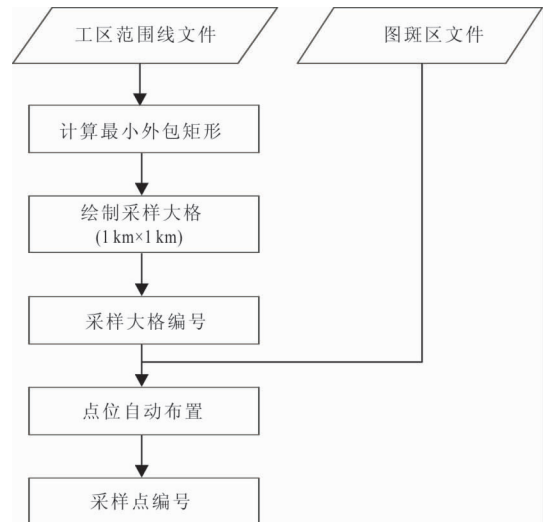 工区范围线文件
图斑区文件
计算最小外包矩形
绘制采样大格
(1 km×1 km)
采样大格编号
点位自动布置
采样点编号